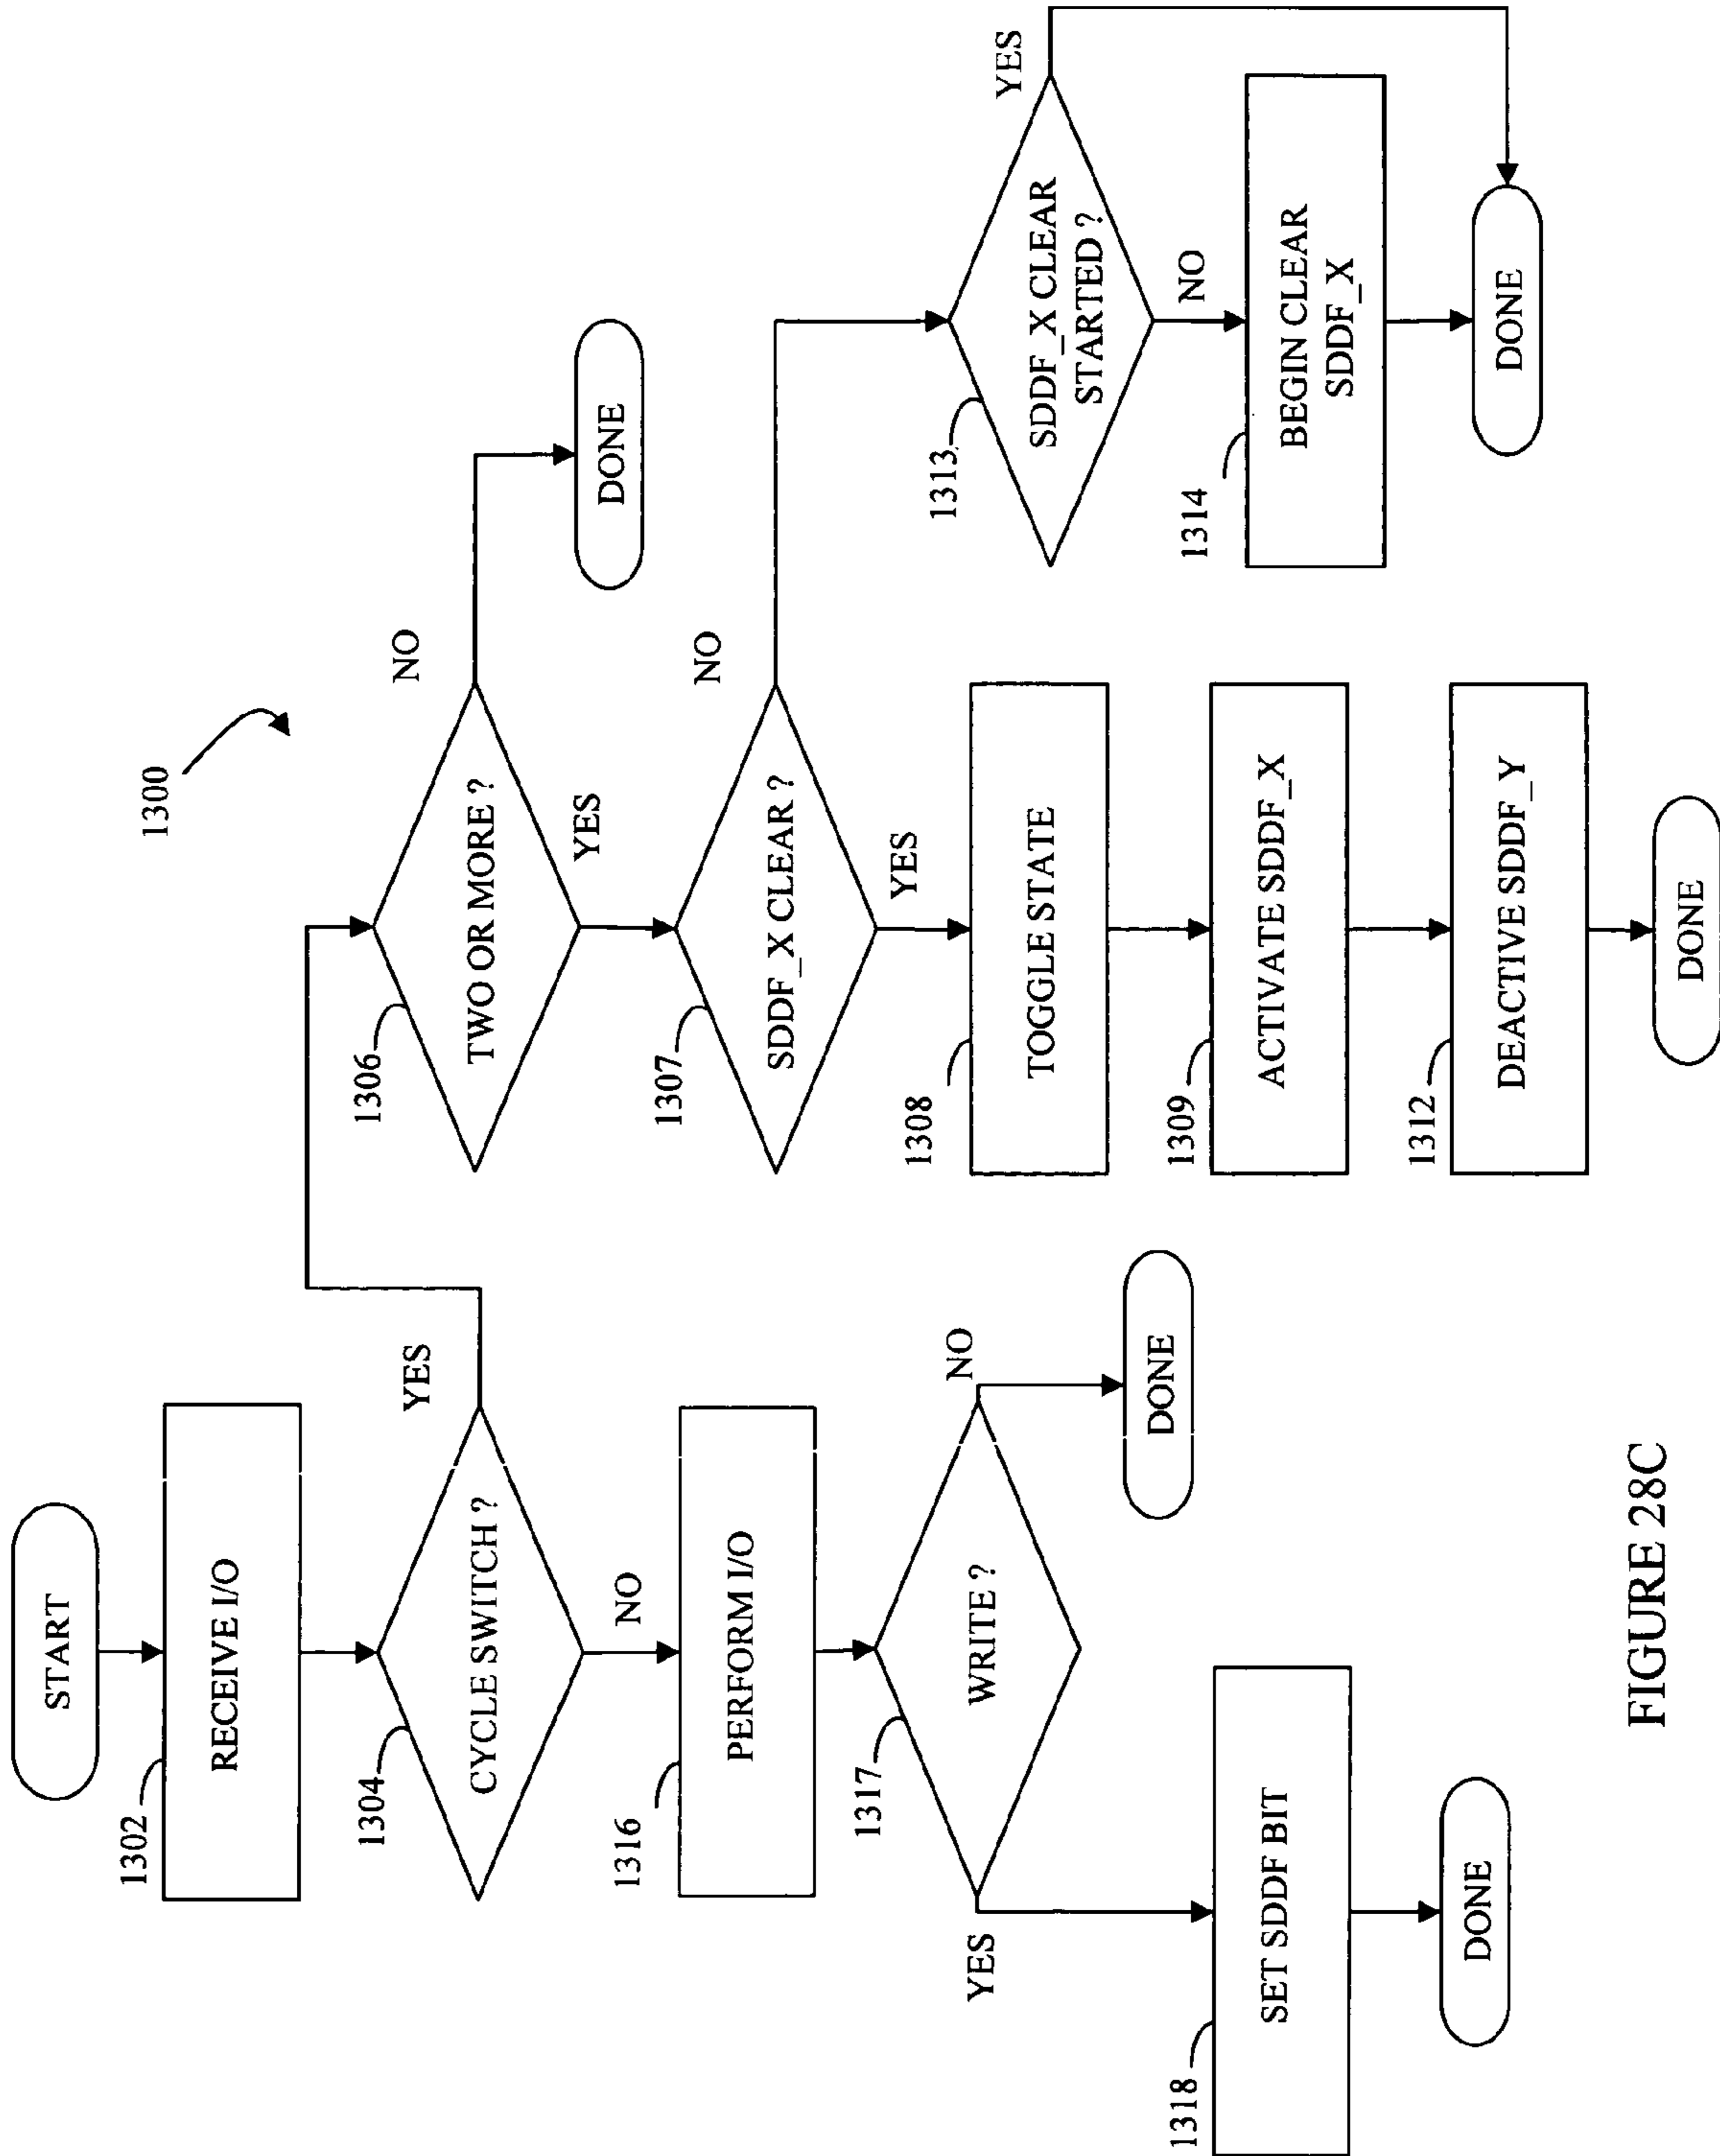 1300
START
1302
RECEIVE I/O
1304
CYCLE SWITCH ?
YES
NO
1316
PERFORM I/O
1317
WRITE ?
NO
DONE
YES
1318
SET SDDF BIT
DONE
1306
TWO OR MORE ?
NO
DONE
YES
1307
SDDF_X CLEAR ?
NO
YES
1308
TOGGLE STATE
1309
ACTIVATE SDDF_X
1312
DEACTIVE SDDF_Y
DONE
1313
SDDF_X CLEAR
STARTED ?
YES
NO
1314
BEGIN CLEAR
SDDF_X
DONE
FIGURE 28C